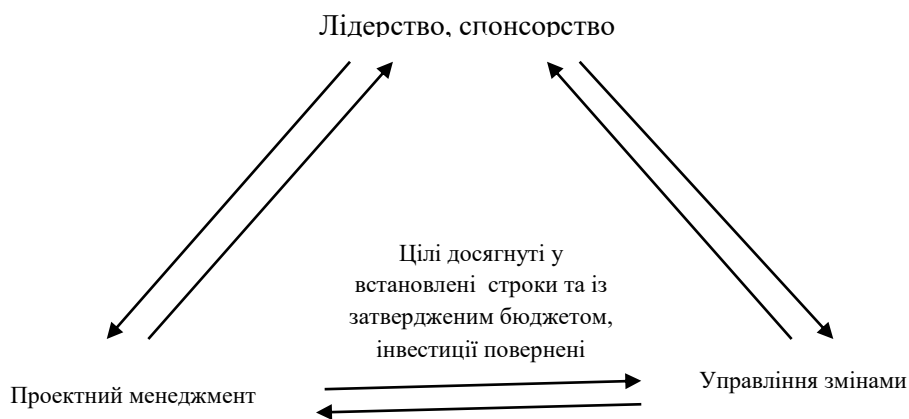 Лідерство, спонсорство
Цілі досягнуті у
встановлені строки та із
затвердженим бюджетом,
інвестиції повернені
Проектний менеджмент
Управління змінами